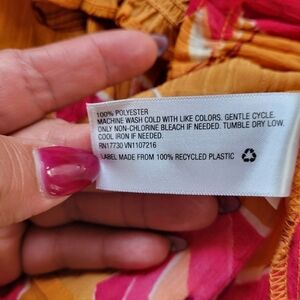 100% POLYESTER
MACHINE WASH COLD WITH LIKE COLORS. GENTLE CYCLE.
ONLY NON-CHLORINE BLEACH IF NEEDED. TUMBLE DRY LOW.
COOL IRON IF NEEDED.
RN17730 VN1107216
LABEL MADE FROM 100% RECYCLED PLASTIC